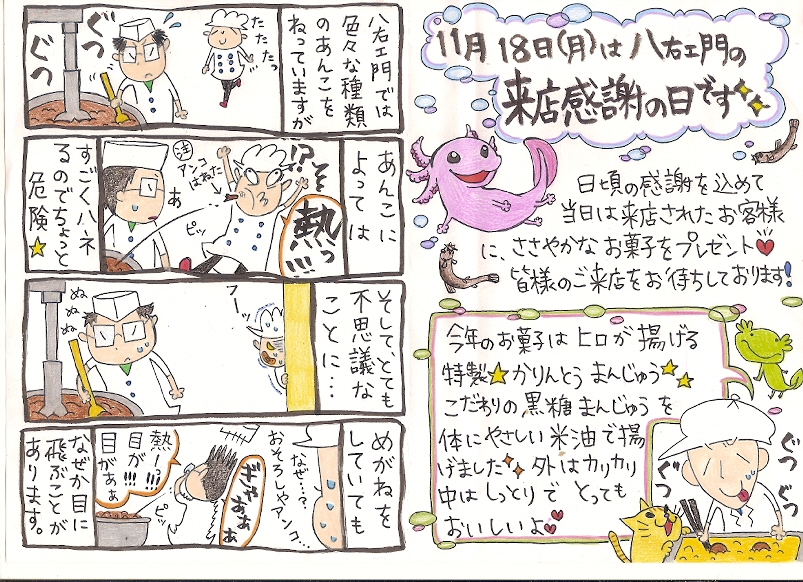 11月18日(月)は八右ェ門の
来店感謝の日です
日頃の感謝を込めて
当日は来店されたお客様
に、ささやかなお菓子をプレゼント♥
皆様のご来店をお待ちしております!
今年のお菓子はヒロが揚げる
特製★かりんとうまんじゅう★
こだわりの黒糖まんじゅうを
体にやさしい米油で揚
げました 外はカリカリ
中はしっとりで とっても
おいしいよ♥
ぐつ
ぐつ
八右ェ門では
色々な種類
のあんこを
ねっていますが
たたたっ
ぐつ
ぐつ
あんこに
よっては
!?
熱っ!!!
注
アンコ
はねた
ピッ
あ
すごくハネ
るのでちょっと
危険★
そして、とても
不思議な
ことに…
フーッ
ぬぬぬ
めがねを
していても
なぜ…?
おそろしやアンコ…
ぎゃあああ
ピッ
熱ーっ!!
目が!!!
目があぁ
なぜか目に
飛ぶことが
あります。